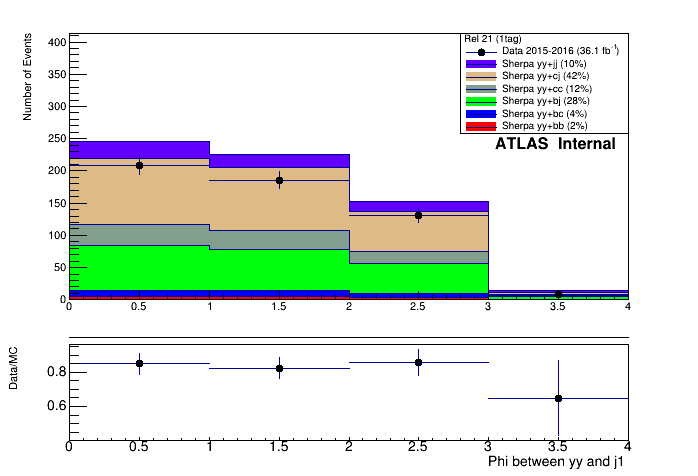 Number of Events
400
350
300
250
200
150
100
50
0
Rel 21 (1tag)
Data 2015-2016 (36.1 fb⁻¹)
Sherpa yy+jj (10%)
Sherpa yy+cj (42%)
Sherpa yy+cc (12%)
Sherpa yy+bj (28%)
Sherpa yy+bc (4%)
Sherpa yy+bb (2%)
ATLAS Internal
0 0.5 1 1.5 2 2.5 3 3.5 4
Data/MC
0.8
0.6
0 0.5 1 1.5 2 2.5 3 3.5 4
Phi between yy and j1